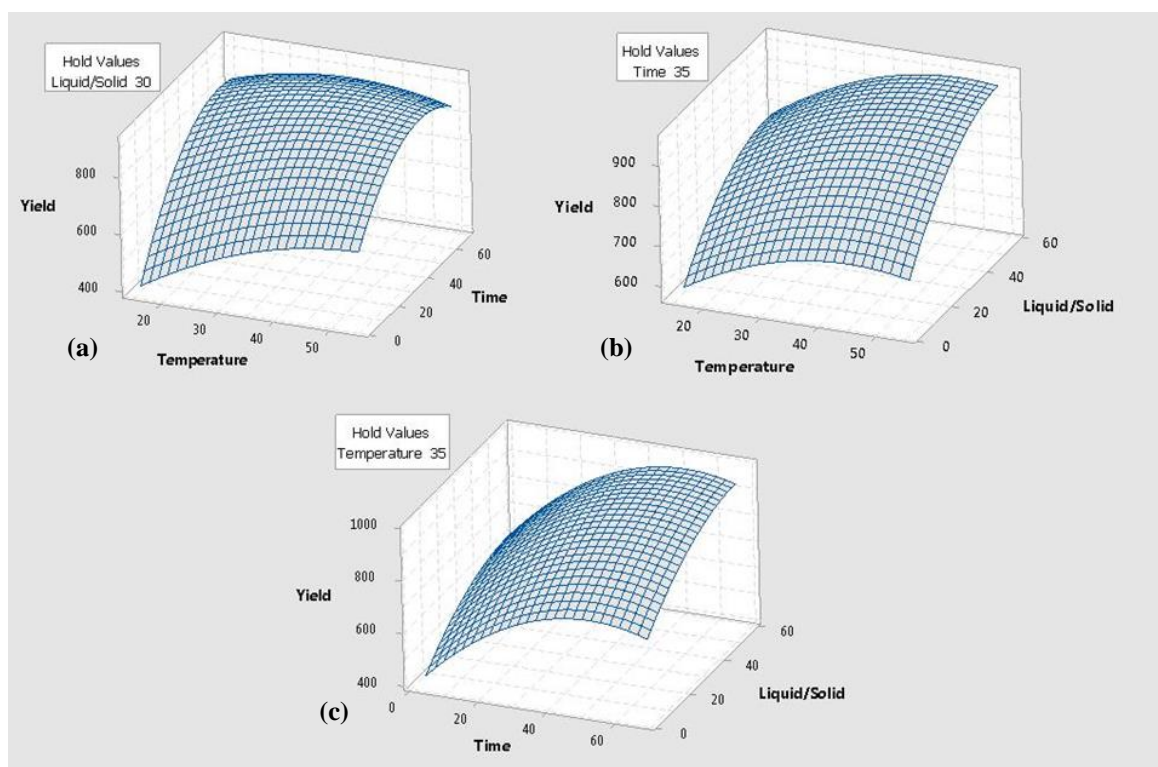 Hold Values
Liquid/Solid 30
800
Yield
600
400
20
30
40
50
Temperature
0
20
40
60
Time
(a)
Hold Values
Time 35
900
800
Yield
700
600
20
30
40
50
Temperature
0
20
40
60
Liquid/Solid
(b)
Hold Values
Temperature 35
1000
800
Yield
600
400
0
20
40
60
Time
0
20
40
60
Liquid/Solid
(c)